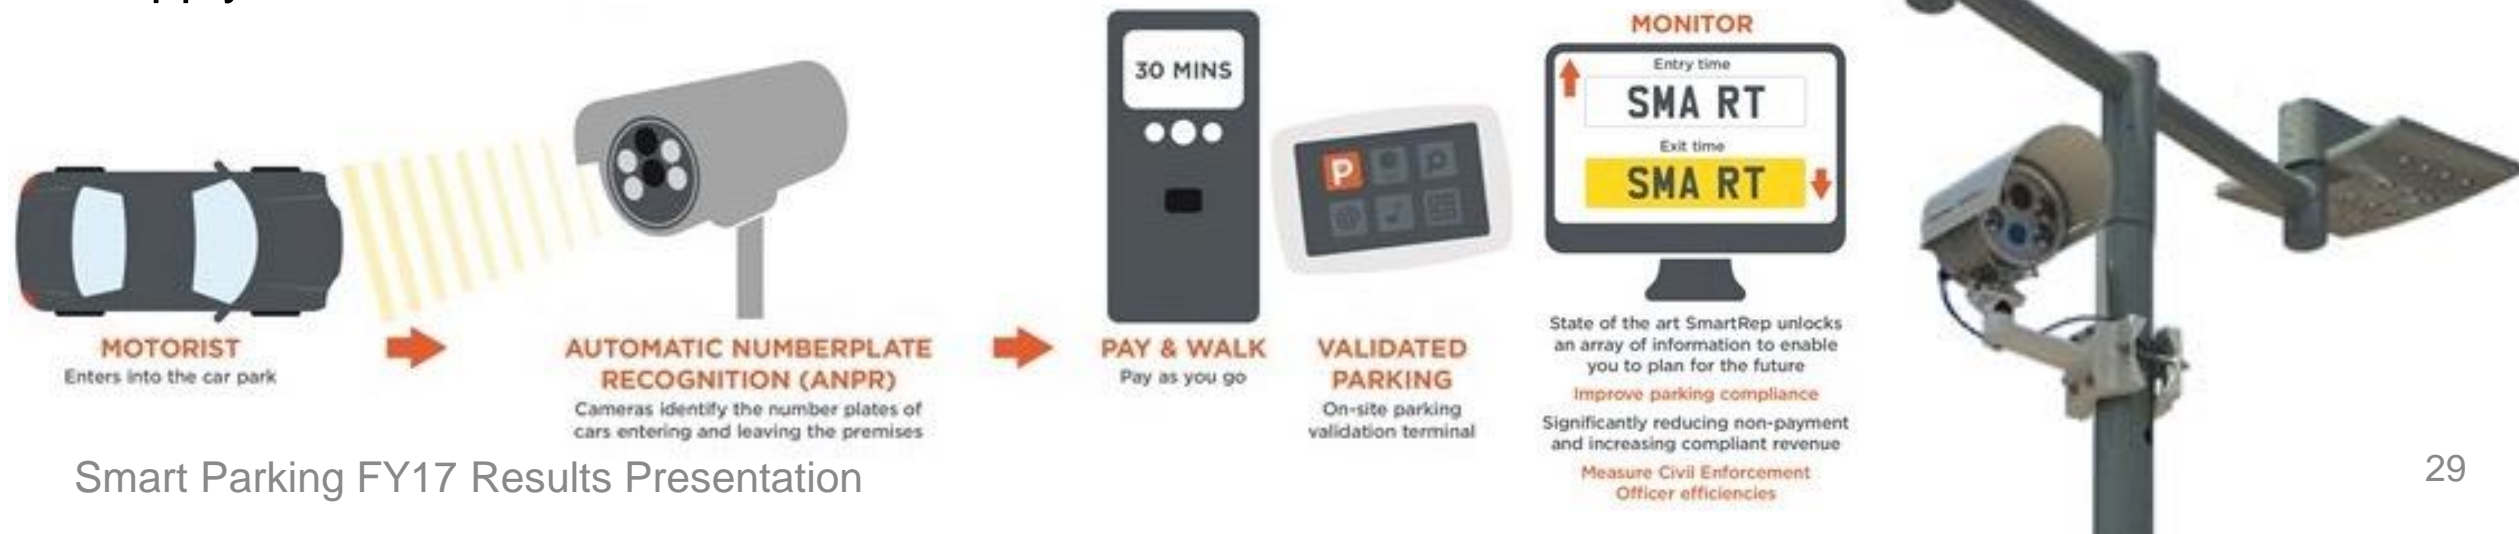 MOTORIST
Enters into the car park
AUTOMATIC NUMBERPLATE
RECOGNITION (ANPR)
Cameras identify the number plates of
cars entering and leaving the premises
30 MINS
PAY & WALK
Pay as you go
P
VALIDATED
PARKING
On-site parking
validation terminal
MONITOR
Entry time
SMA RT
Exit time
SMA RT
State of the art SmartRep unlocks
an array of information to enable
you to plan for the future
Improve parking compliance
Significantly reducing non-payment
and increasing compliant revenue
Measure Civil Enforcement
Officer efficiencies
Smart Parking FY17 Results Presentation
29